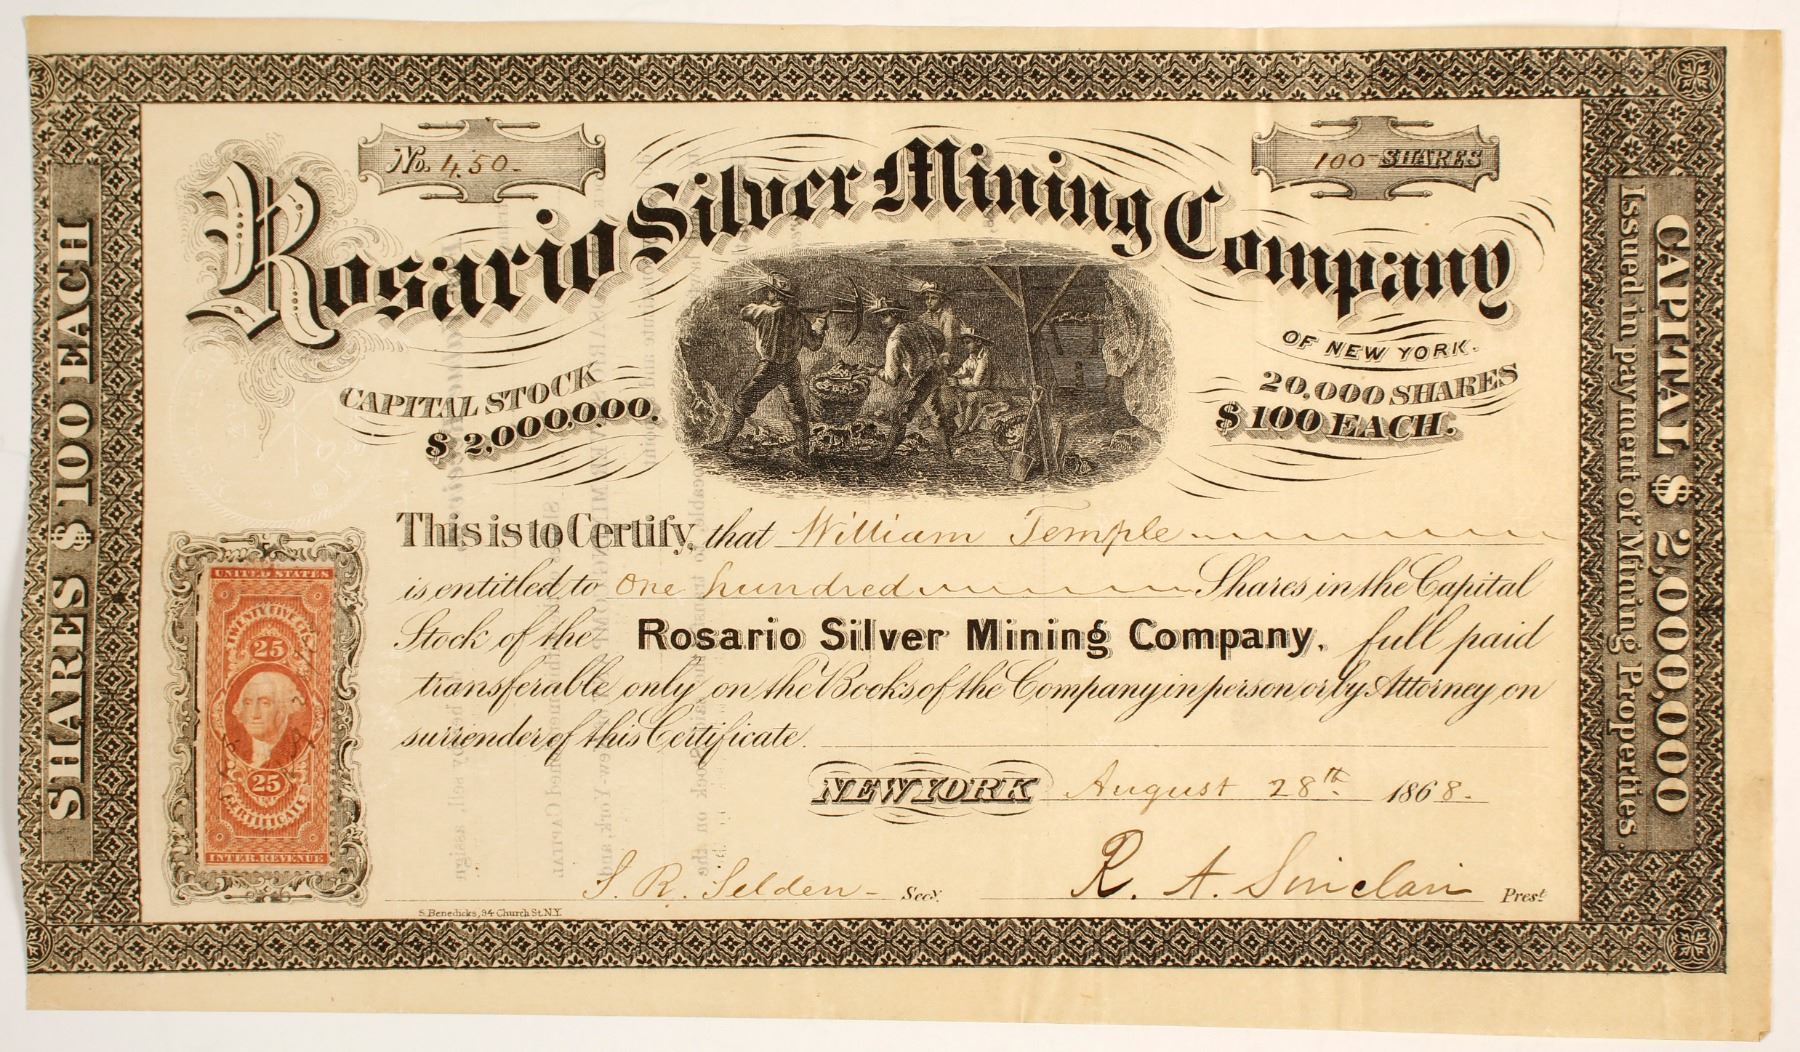 No. 450.
100 SHARES
Rosario Silver Mining Company
OF NEW YORK.
CAPITAL STOCK
$2,000,000.
20,000 SHARES
$100 EACH.
SHARES $100 EACH
CAPITAL $2,000,000
Issued in payment of Mining Properties.
This is to Certify, that William Temple
is entitled to One hundred Shares in the Capital
Stock of the Rosario Silver Mining Company, full paid
transferable only on the Books of the Company in person or by Attorney on
surrender of this Certificate.
NEW YORK August 28th 1868.
S. R. Selden Secy.
R. A. Sinclair Prest.
S. Benedicks, 94 Church St. N.Y.
UNITED STATES
TWENTY FIVE CTS.
25
25
CERTIFICATE
INTER. REVENUE